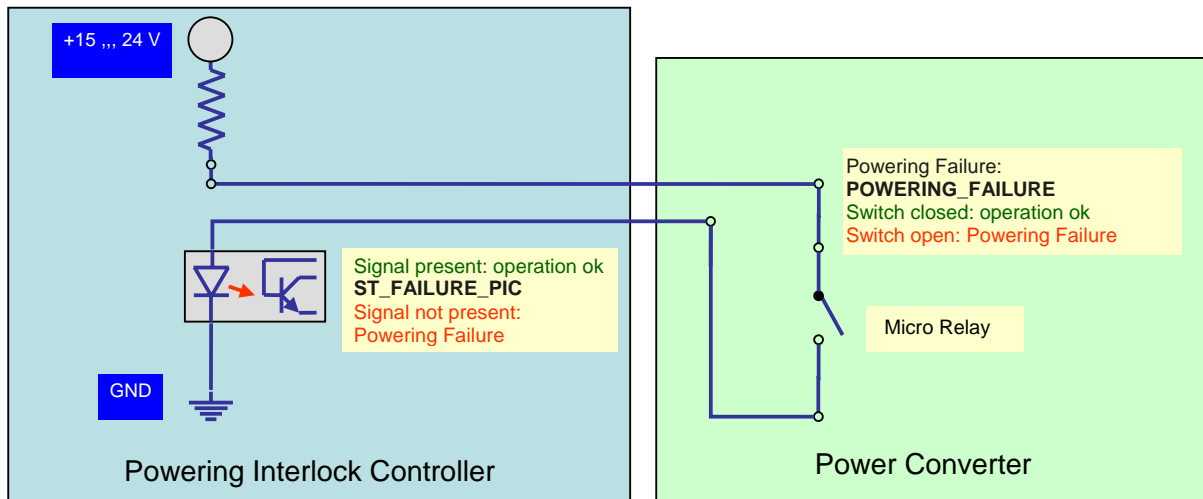 +15 ,,, 24 V
Powering Failure:
POWERING_FAILURE
Switch closed: operation ok
Switch open: Powering Failure
Signal present: operation ok
ST_FAILURE_PIC
Signal not present:
Powering Failure
Micro Relay
GND
Powering Interlock Controller
Power Converter